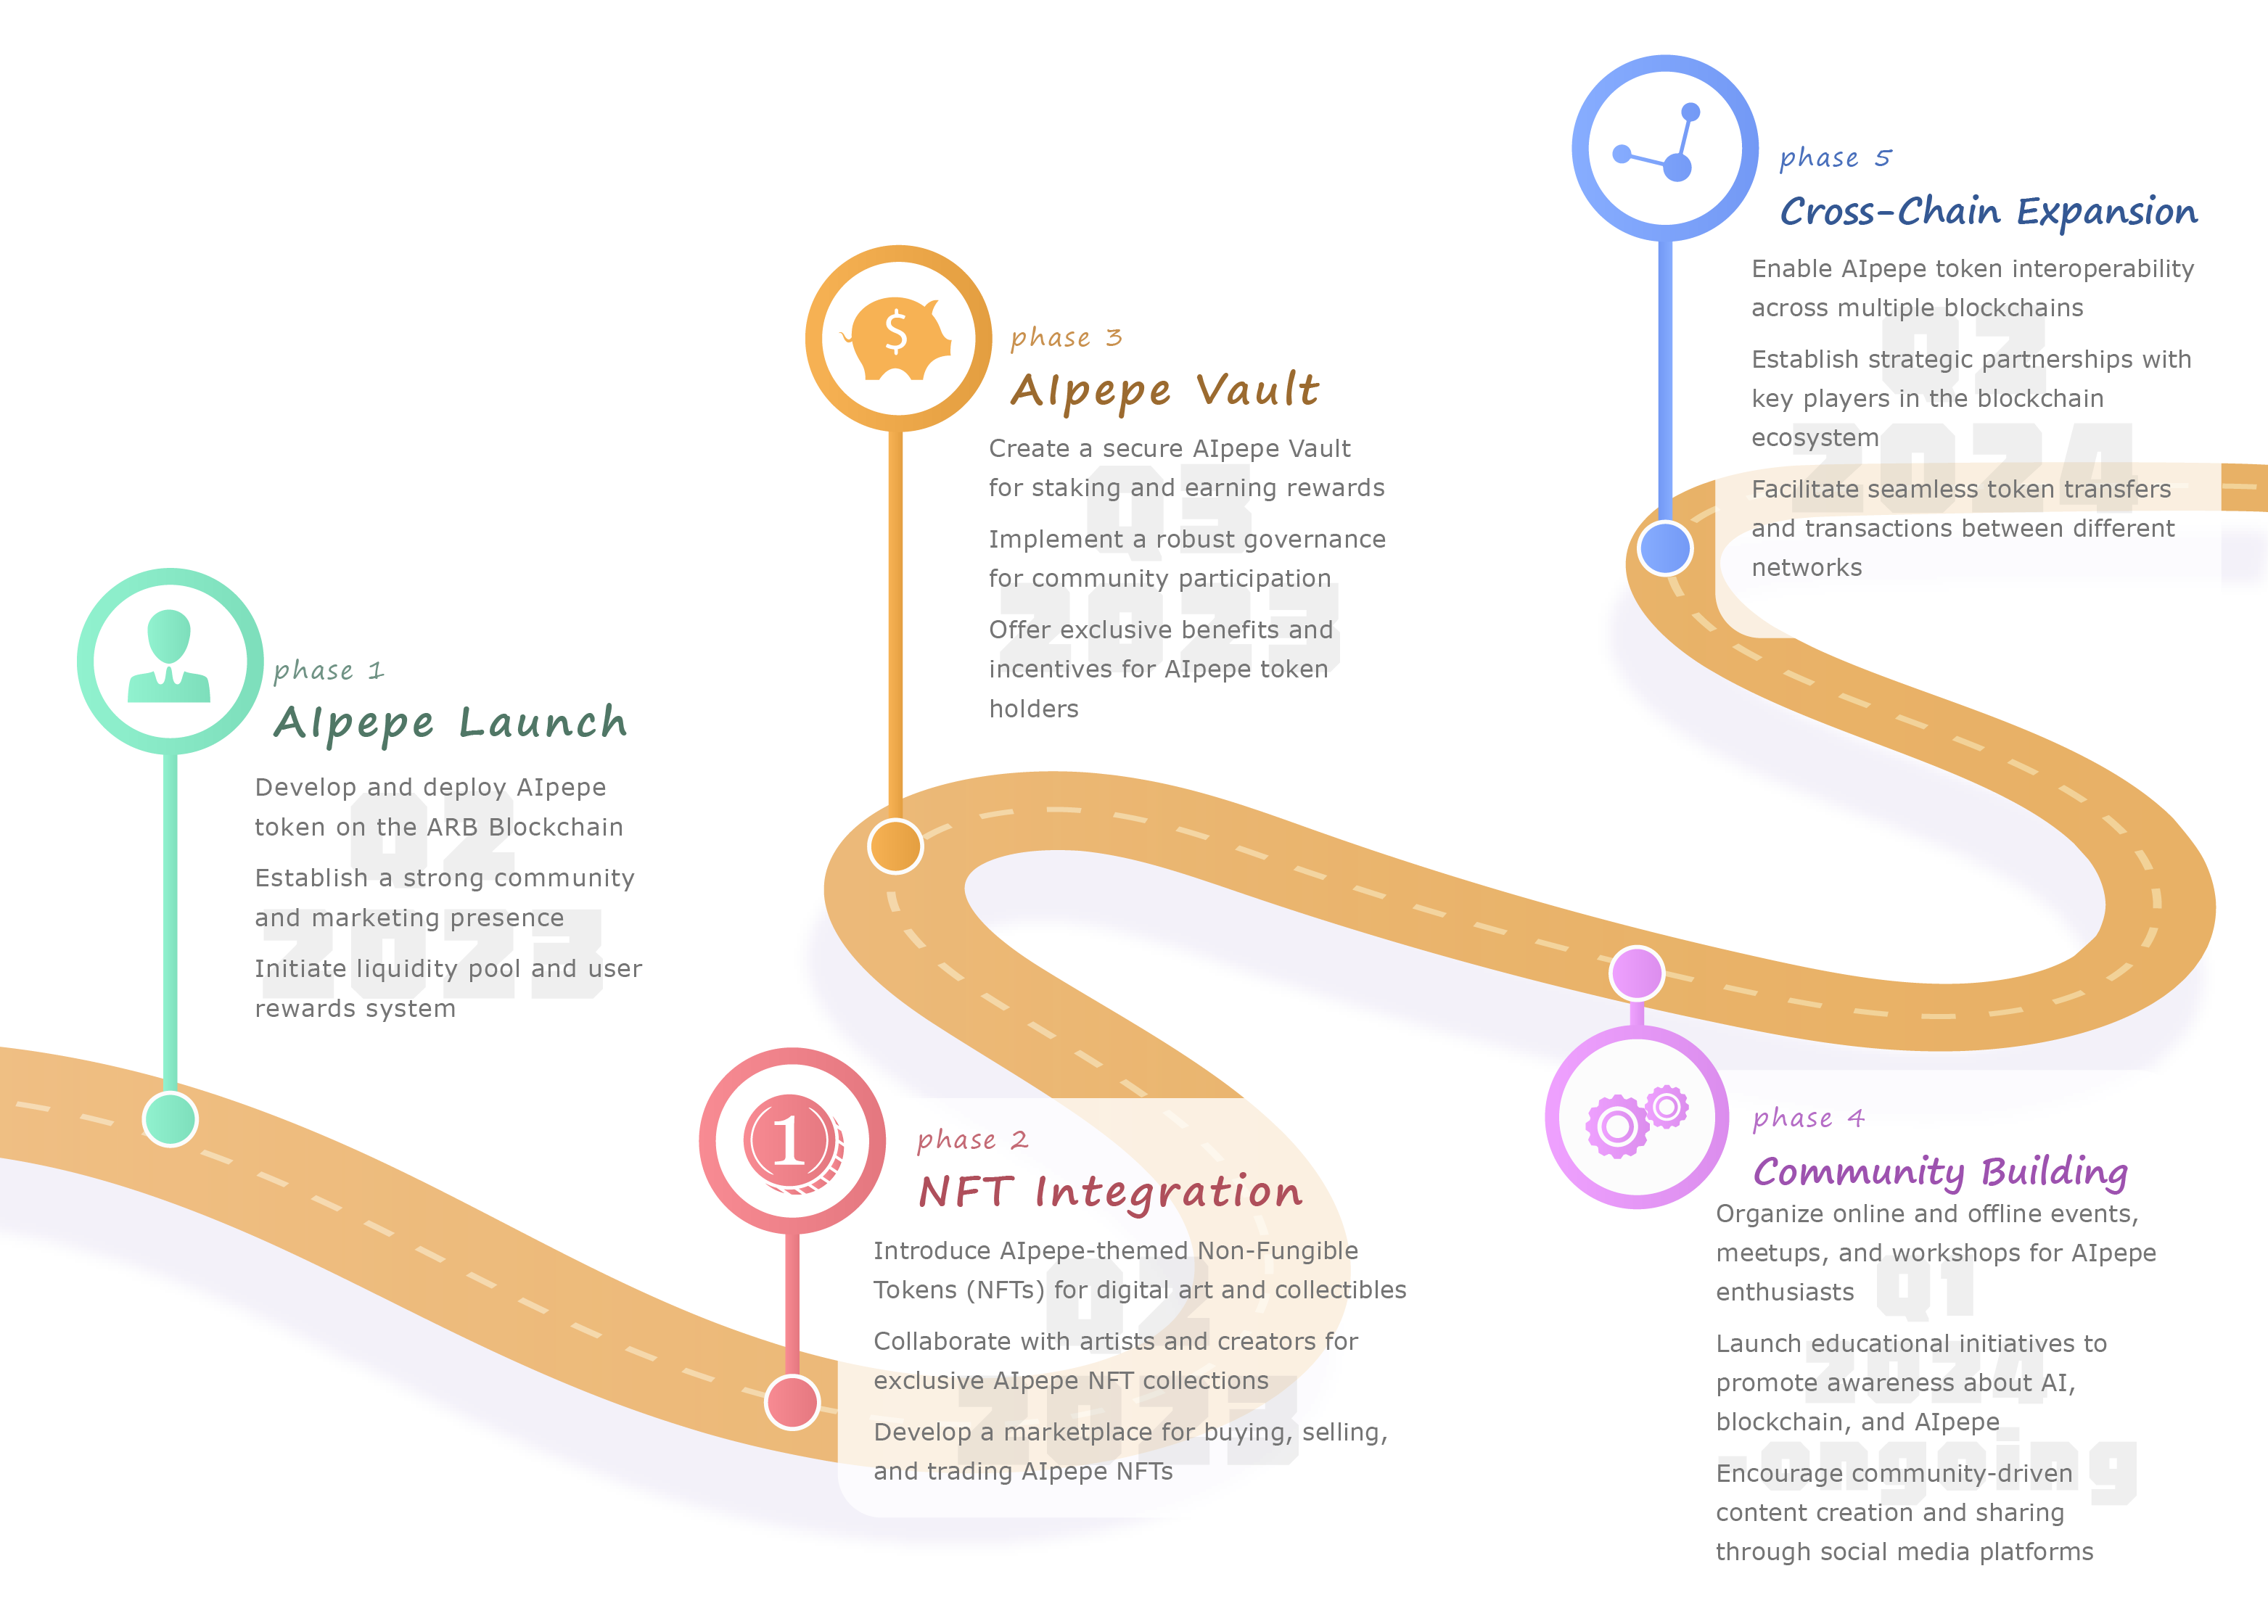 phase 1
AIpepe Launch
Develop and deploy AIpepe
token on the ARB Blockchain
Establish a strong community
and marketing presence
Initiate liquidity pool and user
rewards system
Q2
2023
phase 2
NFT Integration
Introduce AIpepe-themed Non-Fungible
Tokens (NFTs) for digital art and collectibles
Collaborate with artists and creators for
exclusive AIpepe NFT collections
Develop a marketplace for buying, selling,
and trading AIpepe NFTs
Q2
2023
1
phase 3
AIpepe Vault
Create a secure AIpepe Vault
for staking and earning rewards
Implement a robust governance
for community participation
Offer exclusive benefits and
incentives for AIpepe token
holders
Q3
2023
$
phase 4
Community Building
Organize online and offline events,
meetups, and workshops for AIpepe
enthusiasts
Launch educational initiatives to
promote awareness about AI,
blockchain, and AIpepe
Encourage community-driven
content creation and sharing
through social media platforms
Q1
2024
-ongoing
phase 5
Cross-Chain Expansion
Enable AIpepe token interoperability
across multiple blockchains
Establish strategic partnerships with
key players in the blockchain
ecosystem
Facilitate seamless token transfers
and transactions between different
networks
2024